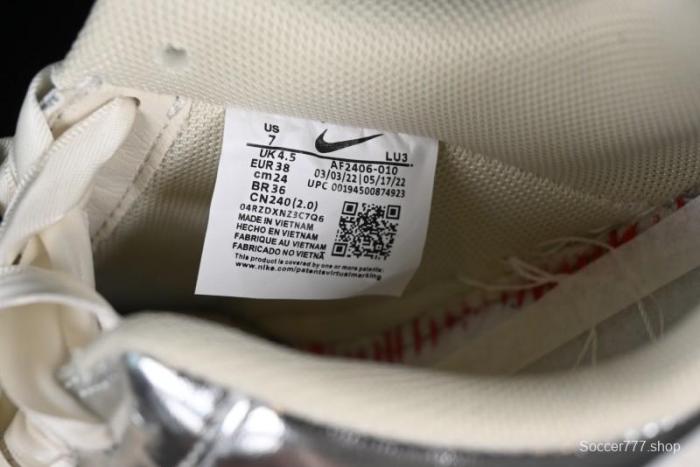 US
7
UK 4.5
EUR 38
cm 24
BR 36
CN 240 (2.0)
LU3
AF2406-010
03/03/22 | 05/17/22
UPC 00194500874923
04RZDXNZ3C7Q6
MADE IN VIETNAM
HECHO EN VIETNAM
FABRIQUE AU VIETNAM
FABRICADO NO VIETNÃ
This product is covered by one or more patents:
www.nike.com/patentsvirtualmarking
Soccer777.shop